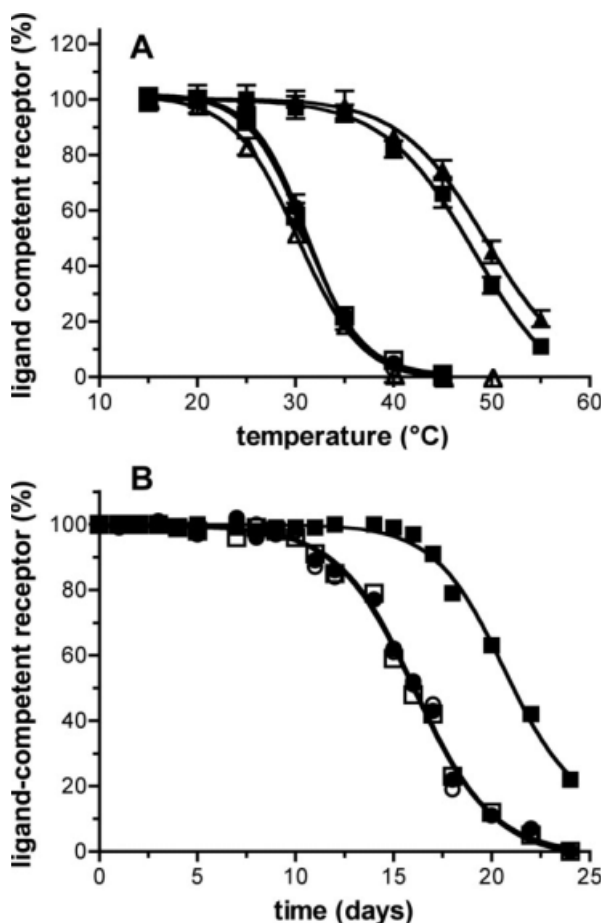 A
ligand competent receptor (%)
120
100
80
60
40
20
0
10 20 30 40 50 60
temperature (°C)
B
ligand-competent receptor (%)
100
80
60
40
20
0
0 5 10 15 20 25
time (days)